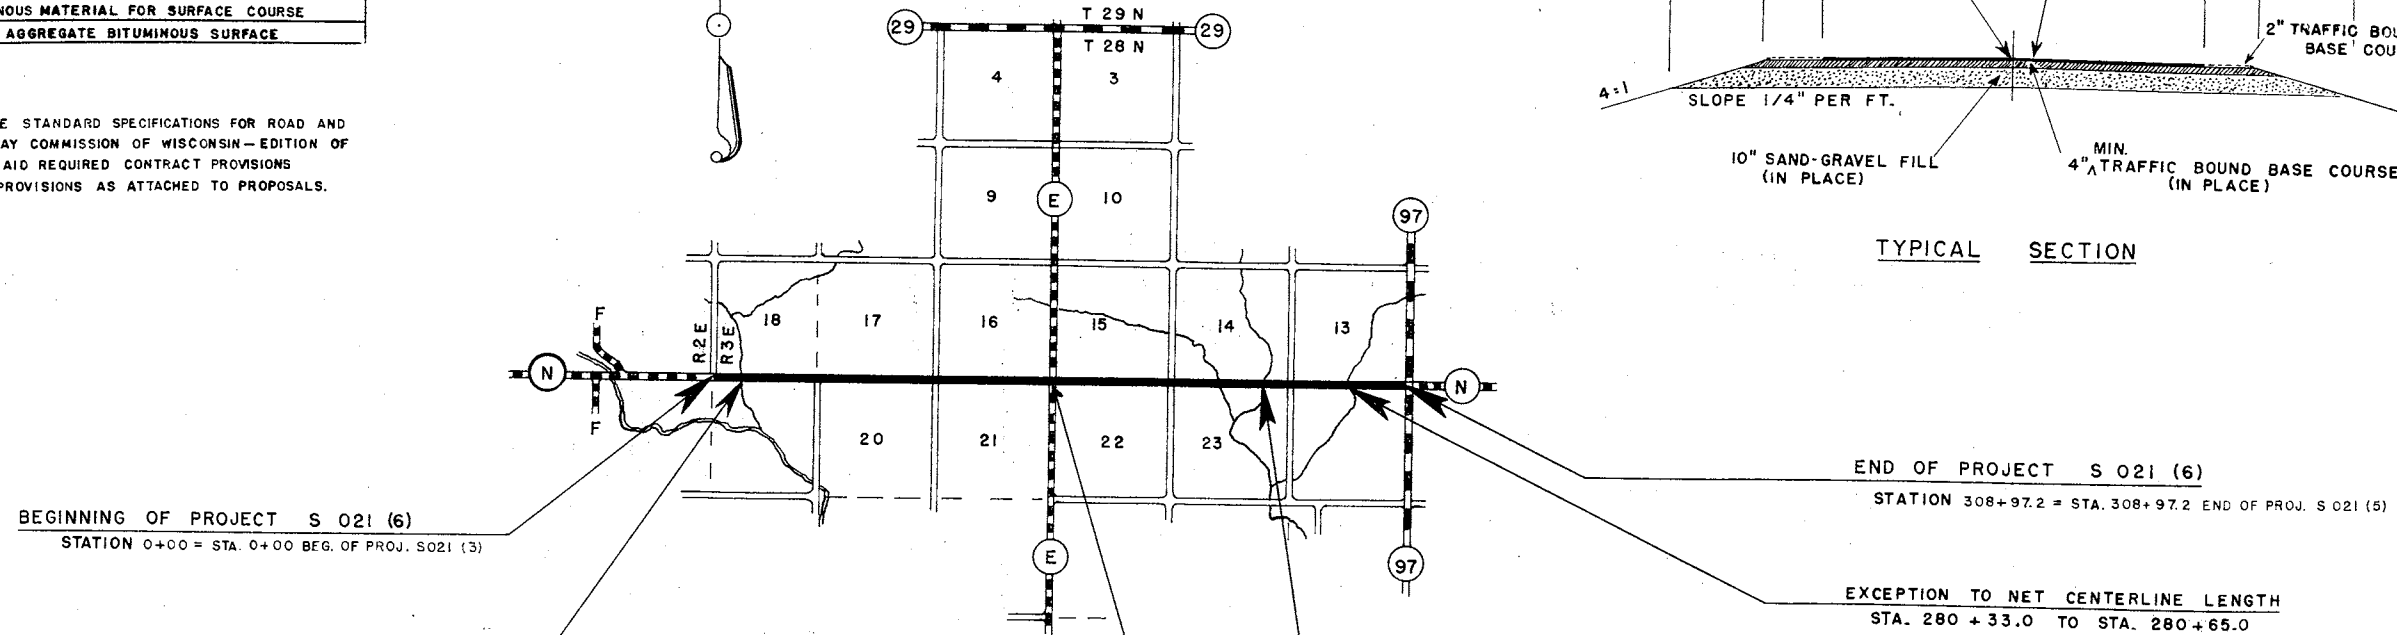 NOUS MATERIAL FOR SURFACE COURSE
AGGREGATE BITUMINOUS SURFACE
E STANDARD SPECIFICATIONS FOR ROAD AND
AY COMMISSION OF WISCONSIN—EDITION OF
AID REQUIRED CONTRACT PROVISIONS
PROVISIONS AS ATTACHED TO PROPOSALS.
29
T 29 N
29
T 28 N
4
3
9
E
10
97
18
17
16
15
14
13
R2E
R3E
F
N
N
F
20
21
22
23
E
97
BEGINNING OF PROJECT S 021 (6)
STATION 0+00 = STA. 0+00 BEG. OF PROJ. S021 (3)
2" TRAFFIC BOU
BASE COU
4:1
SLOPE 1/4" PER FT.
10" SAND-GRAVEL FILL
(IN PLACE)
MIN.
4" ^ TRAFFIC BOUND BASE COURSE
(IN PLACE)
TYPICAL SECTION
END OF PROJECT S 021 (6)
STATION 308+97.2 = STA. 308+97.2 END OF PROJ. S 021 (5)
EXCEPTION TO NET CENTERLINE LENGTH
STA. 280 + 33.0 TO STA. 280 + 65.0